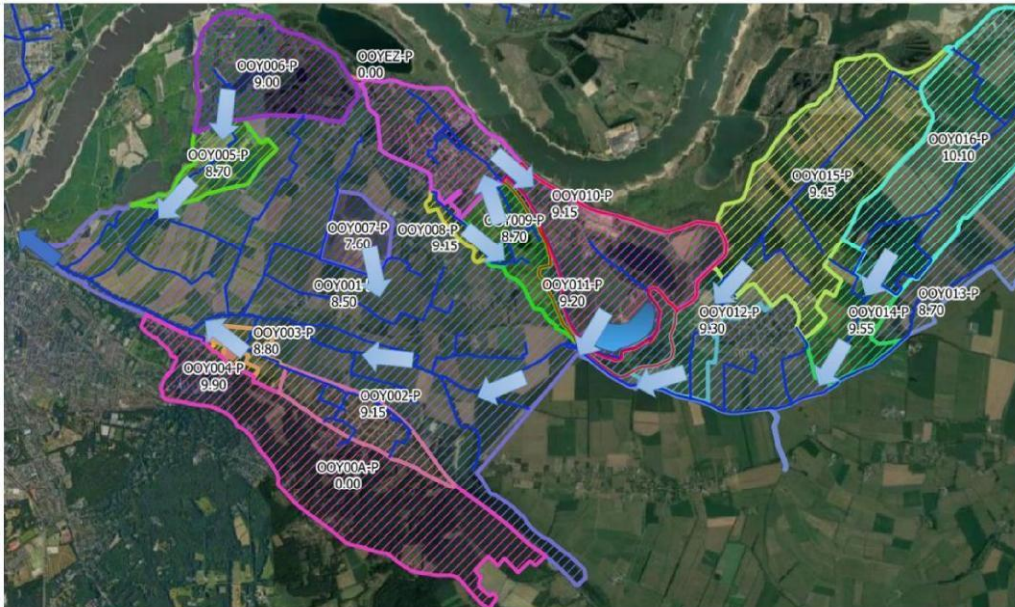 OOYEZ-P
0.00
OOY006-P
9.00
OOY005-P
8.70
OOY016-P
10.10
OOY015-P
9.45
OOY010-P
9.15
OOY009-P
8.70
OOY007-P
7.60
OOY008-P
9.15
OOY001-
8.50
OOY011-P
9.20
OOY013-P
8.70
OOY012-P
9.30
OOY014-P
9.55
OOY003-P
8.80
OOY004-P
9.90
OOY002-P
9.15
OOY00A-P
0.00